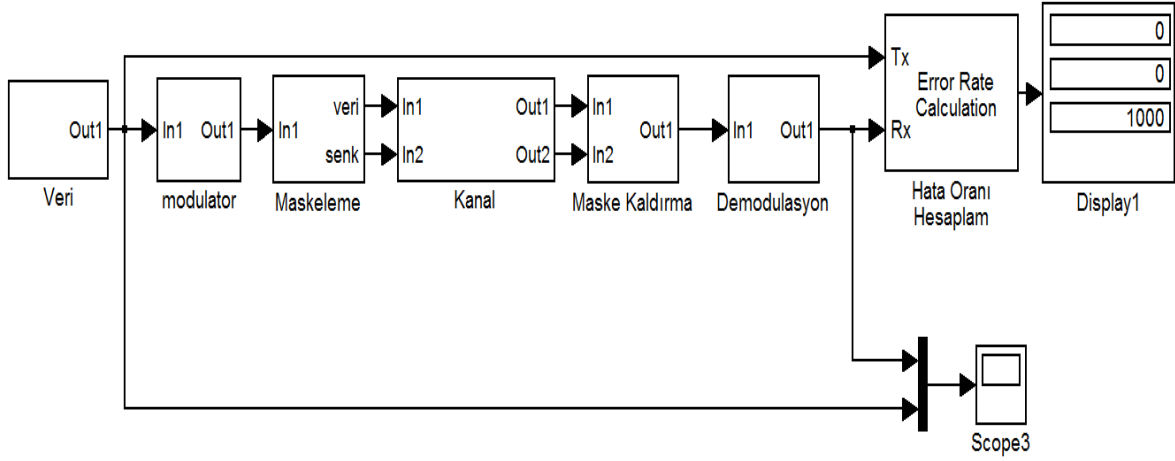 Out1
Veri
In1 Out1
modulator
In1 veri
senk
Maskeleme
In1 Out1
In2 Out2
Kanal
In1 Out1
In2
Maske Kaldırma
In1 Out1
Demodulasyon
Tx
Error Rate
Calculation
Rx
Hata Oranı
Hesaplam
0
0
1000
Display1
Scope3